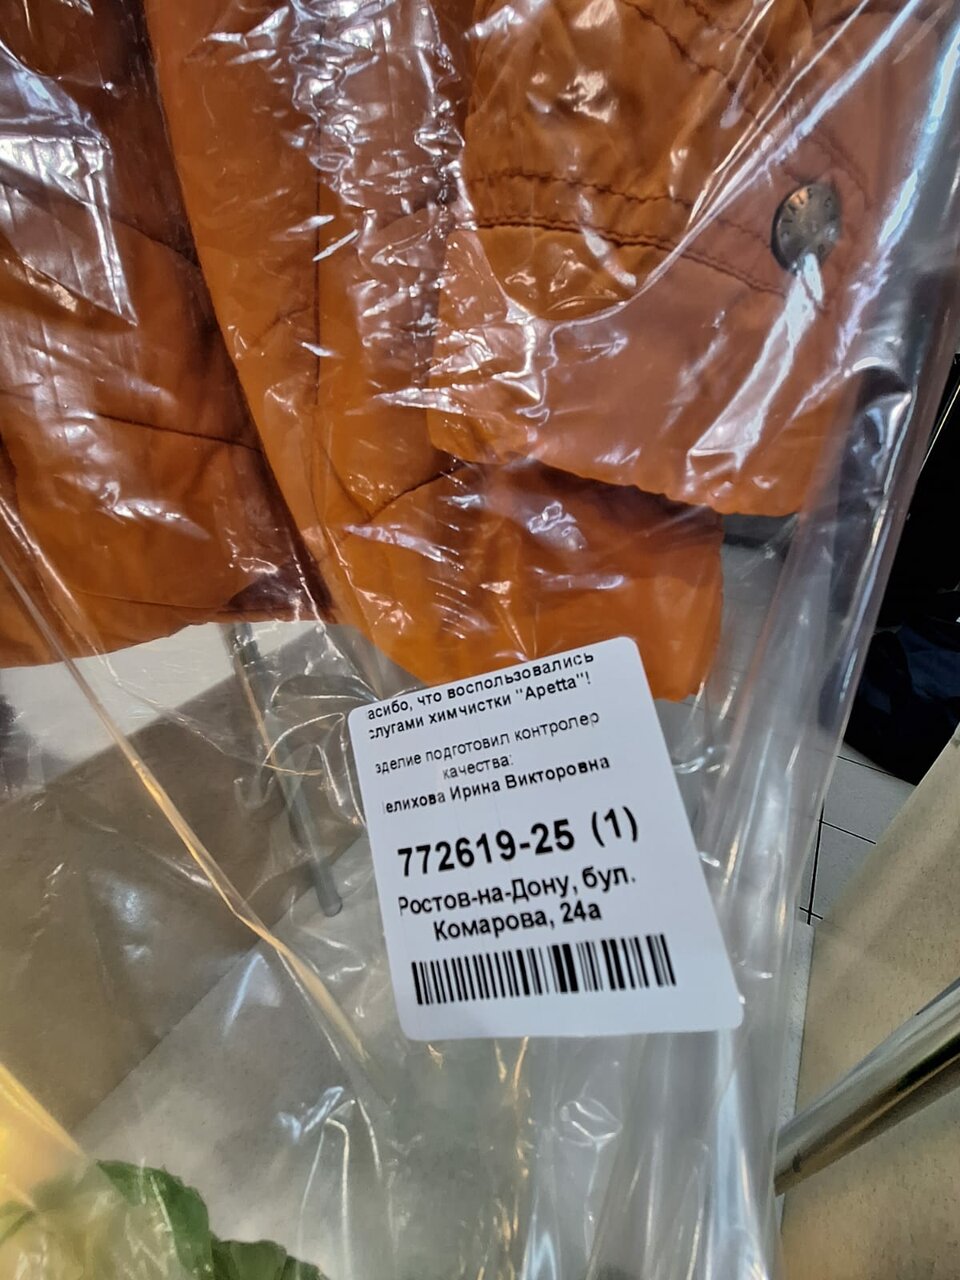 асибо, что воспользовались
слугами химчистки "Apetta"!
зделие подготовил контролер
качества:
елихова Ирина Викторовна
772619-25 (1)
Ростов-на-Дону, бул.
Комарова, 24а